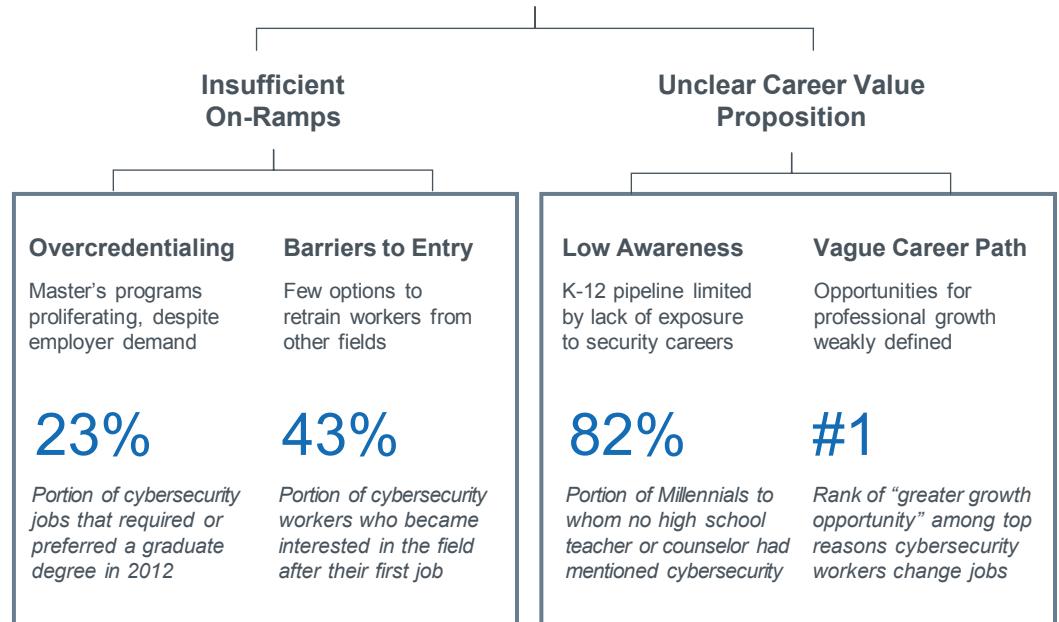 Insufficient
On-Ramps
Unclear Career Value
Proposition
Overcredentialing
Master's programs
proliferating, despite
employer demand
23%
Portion of cybersecurity
jobs that required or
preferred a graduate
degree in 2012
Barriers to Entry
Few options to
retrain workers from
other fields
43%
Portion of cybersecurity
workers who became
interested in the field
after their first job
Low Awareness
K-12 pipeline limited
by lack of exposure
to security careers
82%
Portion of Millennials to
whom no high school
teacher or counselor had
mentioned cybersecurity
Vague Career Path
Opportunities for
professional growth
weakly defined
#1
Rank of “greater growth
opportunity” among top
reasons cybersecurity
workers change jobs